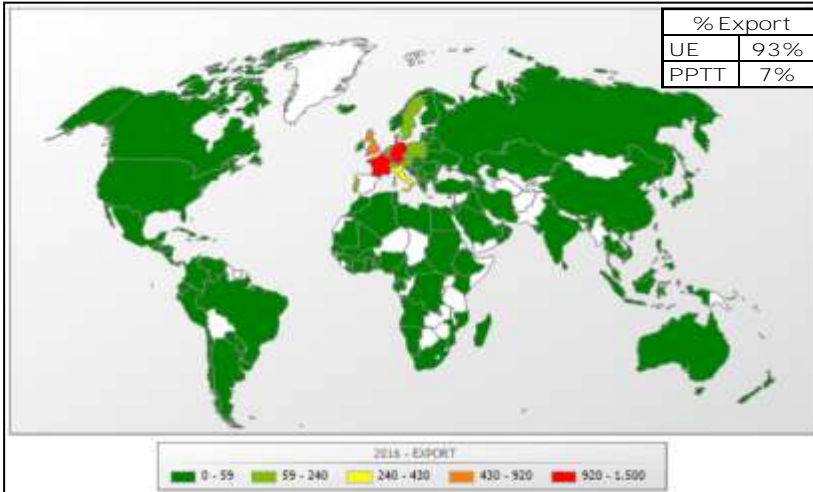 % Export
UE 93%
PPTT 7%
2016 - EXPORT
0 - 59 59 - 240 240 - 430 430 - 920 920 - 1.500